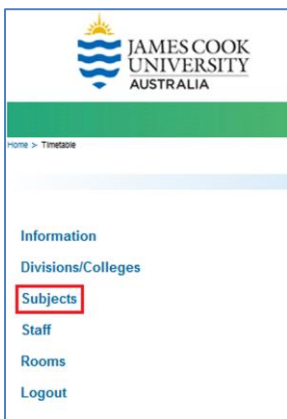 JAMES COOK
UNIVERSITY
AUSTRALIA
Home > Timetable
Information
Divisions/Colleges
Subjects
Staff
Rooms
Logout